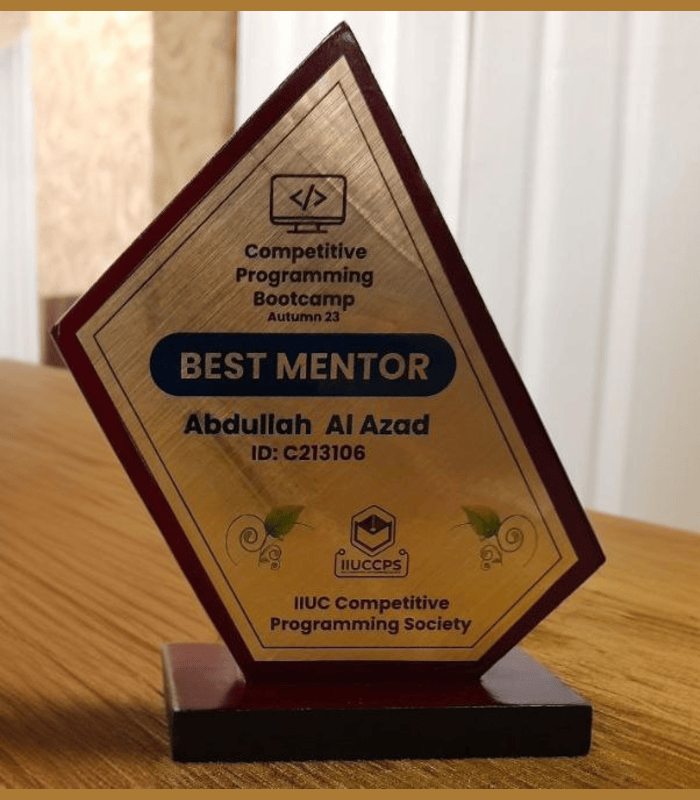 </>
Competitive
Programming
Bootcamp
Autumn 23
BEST MENTOR
Abdullah Al Azad
ID: C213106
IIUCCPS
IIUC Competitive
Programming Society